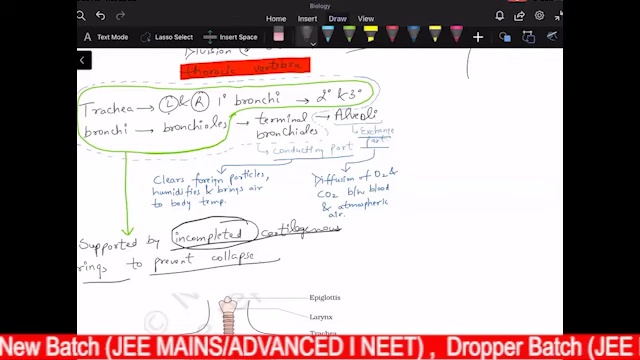 Biology
Home Insert Draw View
A Text Mode Lasso Select Insert Space
Division @
thoracic vertebra
Trachea → Ⓛ & Ⓡ 1° bronchi → 2° & 3°
bronchi → bronchioles → terminal bronchioles → Alveoli
Exchange part
Conducting part
Clears foreign particles,
humidifies & brings air
to body temp.
Diffusion of O2 &
CO2 b/w blood
& atmospheric
air.
Supported by incompleted cartilagenous
rings to prevent collapse
Epiglottis
Larynx
Trachea
New Batch (JEE MAINS/ADVANCED I NEET) , Dropper Batch (JEE